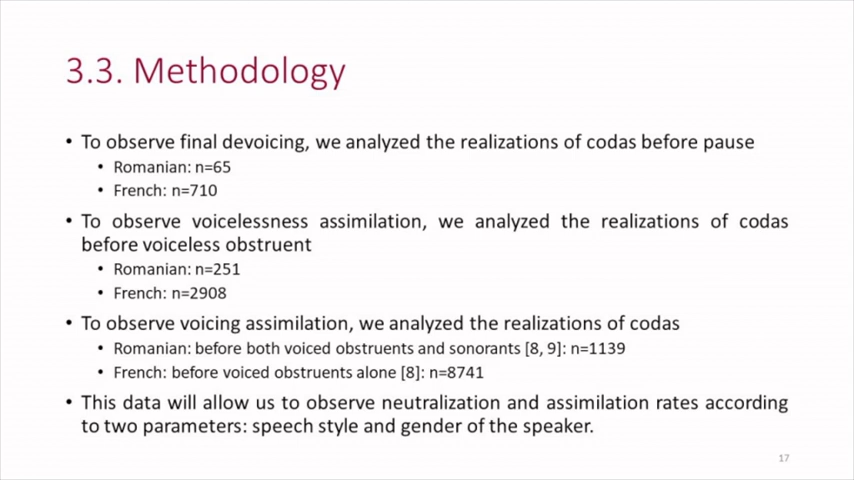 3.3. Methodology
• To observe final devoicing, we analyzed the realizations of codas before pause
• Romanian: n=65
• French: n=710
• To observe voicelessness assimilation, we analyzed the realizations of codas
before voiceless obstruent
• Romanian: n=251
• French: n=2908
• To observe voicing assimilation, we analyzed the realizations of codas
• Romanian: before both voiced obstruents and sonorants [8, 9]: n=1139
• French: before voiced obstruents alone [8]: n=8741
• This data will allow us to observe neutralization and assimilation rates according
to two parameters: speech style and gender of the speaker.
17